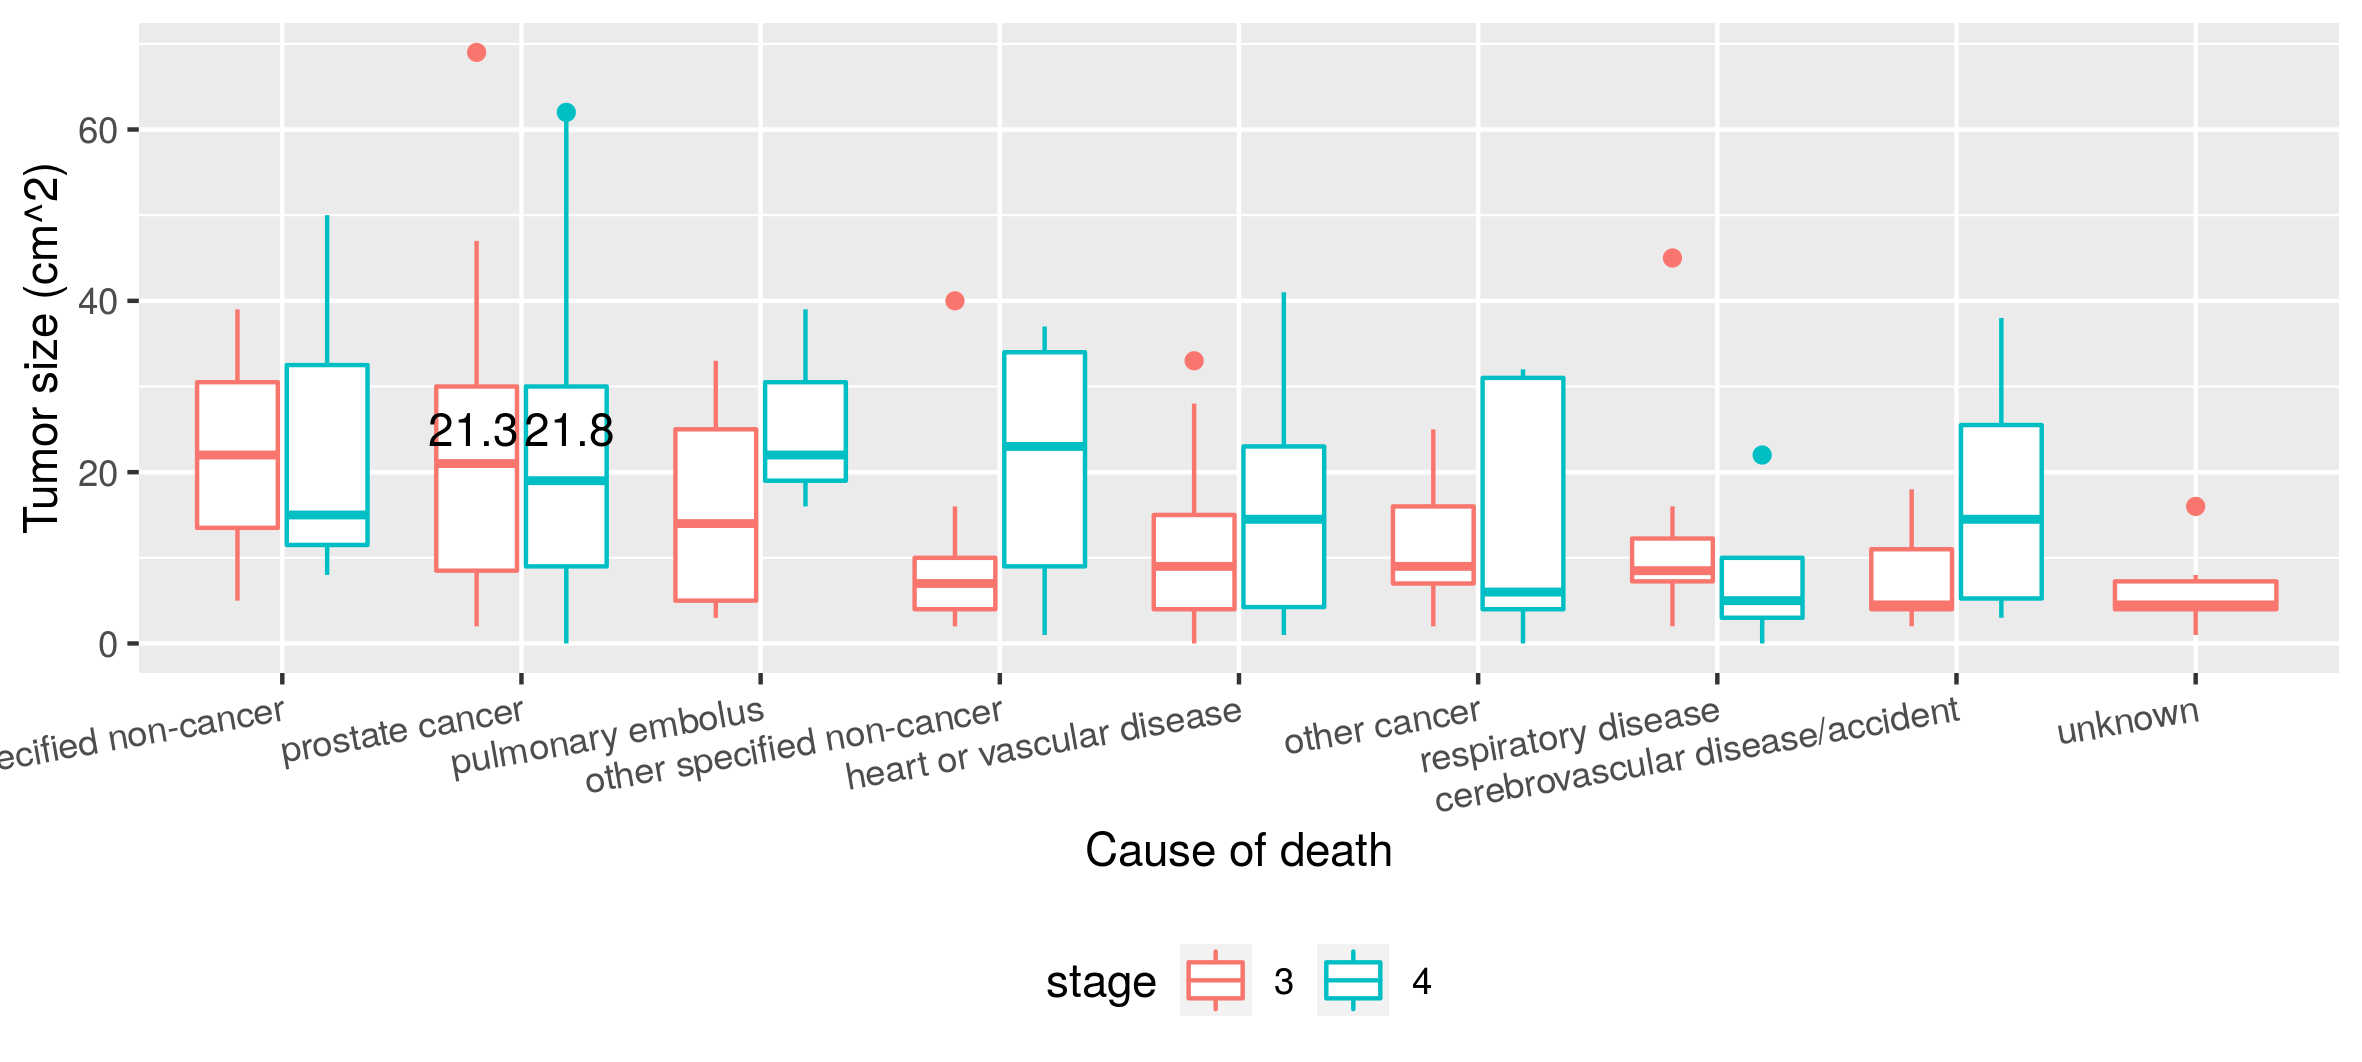 Tumor size (cm^2)
60
40
20
0
21.3
21.8
ecified non-cancer
prostate cancer
pulmonary embolus
other specified non-cancer
heart or vascular disease
other cancer
respiratory disease
cerebrovascular disease/accident
unknown
Cause of death
stage 3 4